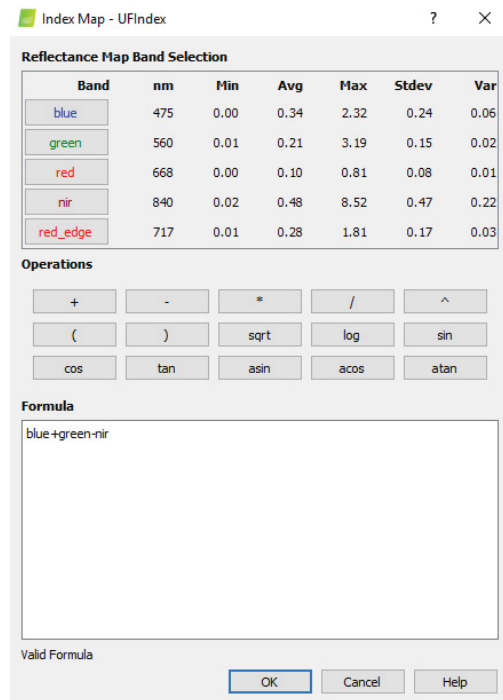 Index Map - UFIndex ? ×
Reflectance Map Band Selection
Band nm Min Avg Max Stdev Var
blue 475 0.00 0.34 2.32 0.24 0.06
green 560 0.01 0.21 3.19 0.15 0.02
red 668 0.00 0.10 0.81 0.08 0.01
nir 840 0.02 0.48 8.52 0.47 0.22
red_edge 717 0.01 0.28 1.81 0.17 0.03
Operations
+ - * / ^
( ) sqrt log sin
cos tan asin acos atan
Formula
blue+green-nir
Valid Formula
OK Cancel Help